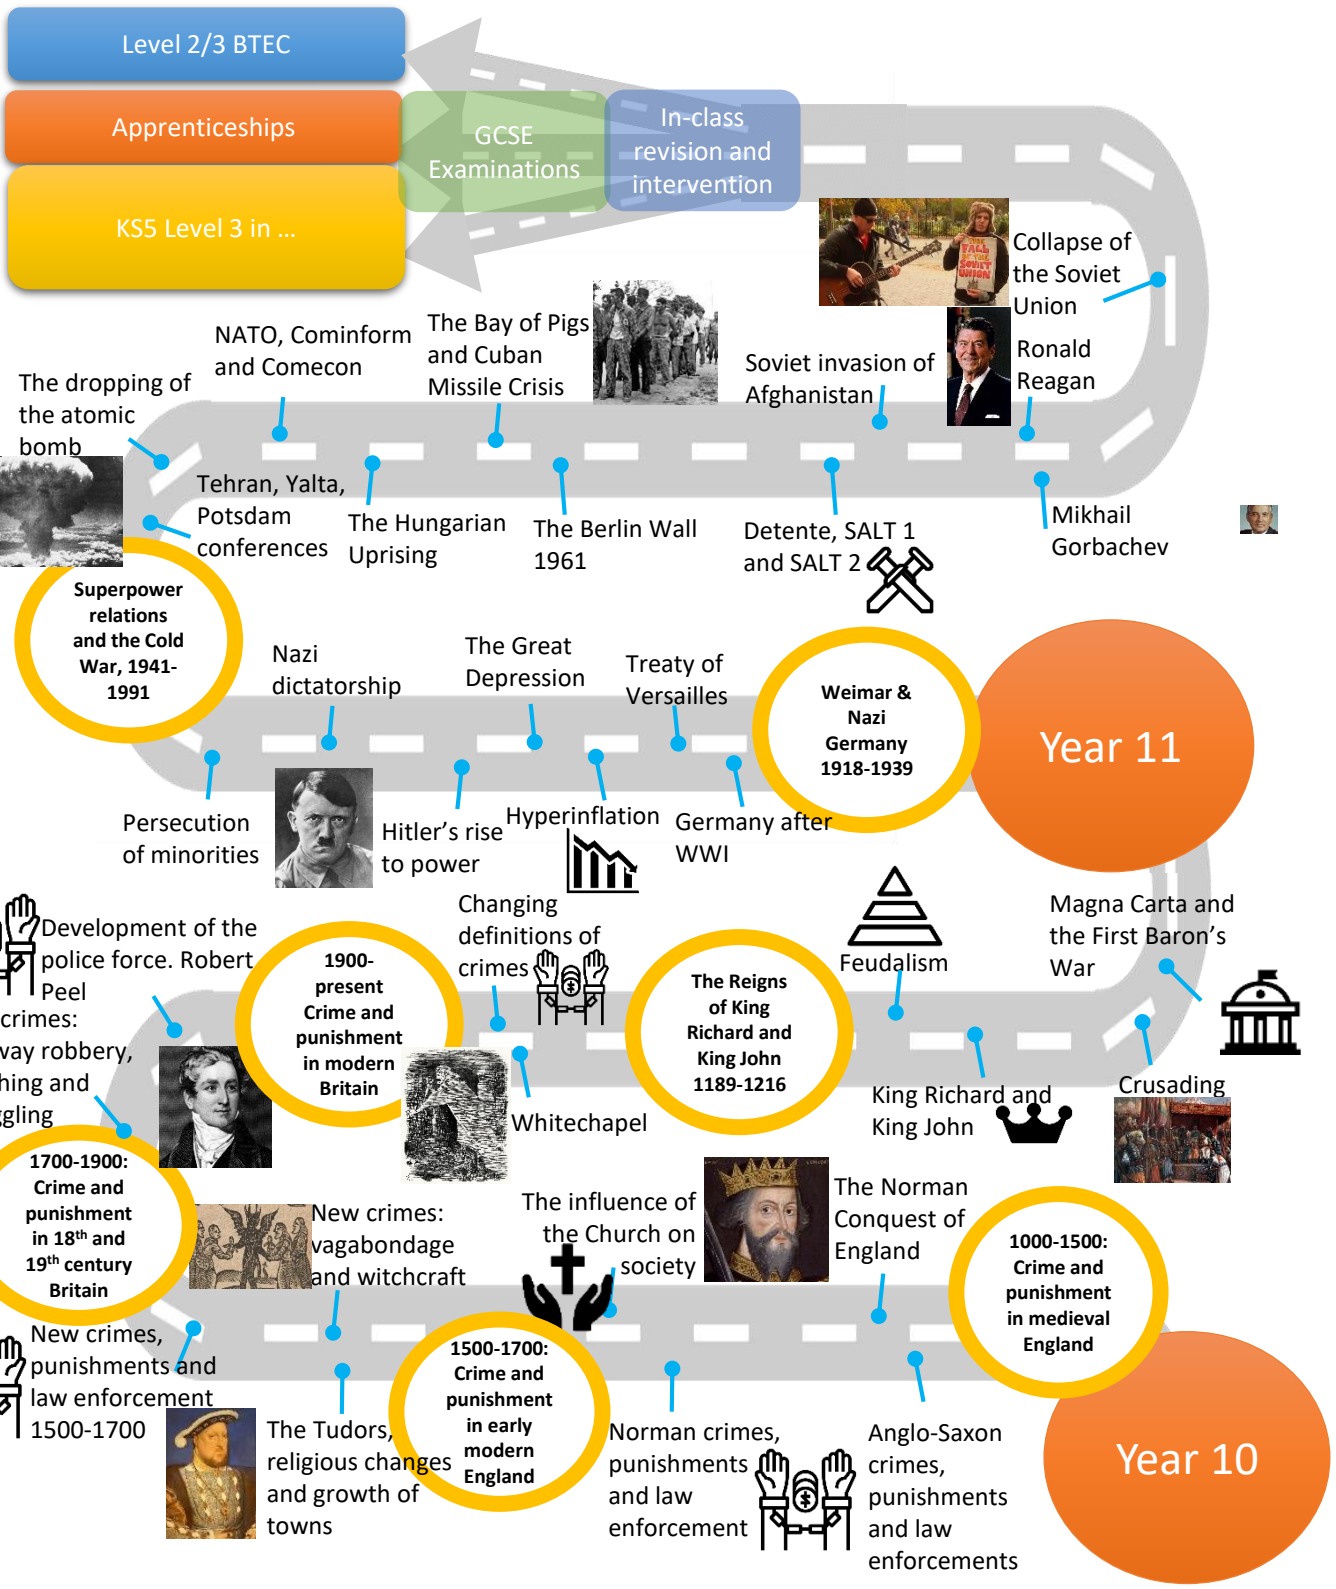 Level 2/3 BTEC
Apprenticeships
KS5 Level 3 in ...
GCSE
Examinations
In-class
revision and
intervention
THE
FALL
OF THE
SOVIET
UNION
Collapse of
the Soviet
Union
NATO, Cominform
and Comecon
The Bay of Pigs
and Cuban
Missile Crisis
Soviet invasion of
Afghanistan
Ronald
Reagan
The dropping of
the atomic
bomb
Tehran, Yalta,
Potsdam
conferences
The Hungarian
Uprising
The Berlin Wall
1961
Detente, SALT 1
and SALT 2
Mikhail
Gorbachev
Superpower
relations
and the Cold
War, 1941-
1991
Nazi
dictatorship
The Great
Depression
Treaty of
Versailles
Weimar &
Nazi
Germany
1918-1939
Year 11
Persecution
of minorities
Hitler's rise
to power
Hyperinflation
Germany after
WWI
Development of the
police force. Robert
Peel
1900-
present
Crime and
punishment
in modern
Britain
Changing
definitions of
crimes
The Reigns
of King
Richard and
King John
1189-1216
Feudalism
Magna Carta and
the First Baron's
War
crimes:
way robbery,
hing and
ggling
Whitechapel
King Richard and
King John
Crusading
1700-1900:
Crime and
punishment
in 18th and
19th century
Britain
New crimes:
vagabondage
and witchcraft
The influence of
the Church on
society
The Norman
Conquest of
England
1000-1500:
Crime and
punishment
in medieval
England
New crimes,
punishments and
law enforcement
1500-1700
The Tudors,
religious changes
and growth of
towns
1500-1700:
Crime and
punishment
in early
modern
England
Norman crimes,
punishments
and law
enforcement
Anglo-Saxon
crimes,
punishments
and law
enforcements
Year 10